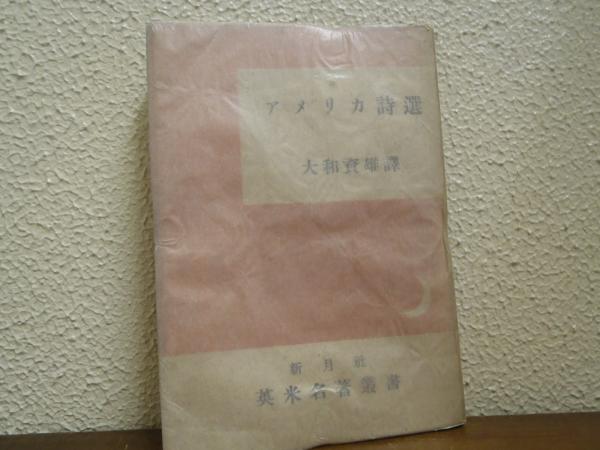 アメリカ詩選
大和資雄譯
新月社
英米名著叢書